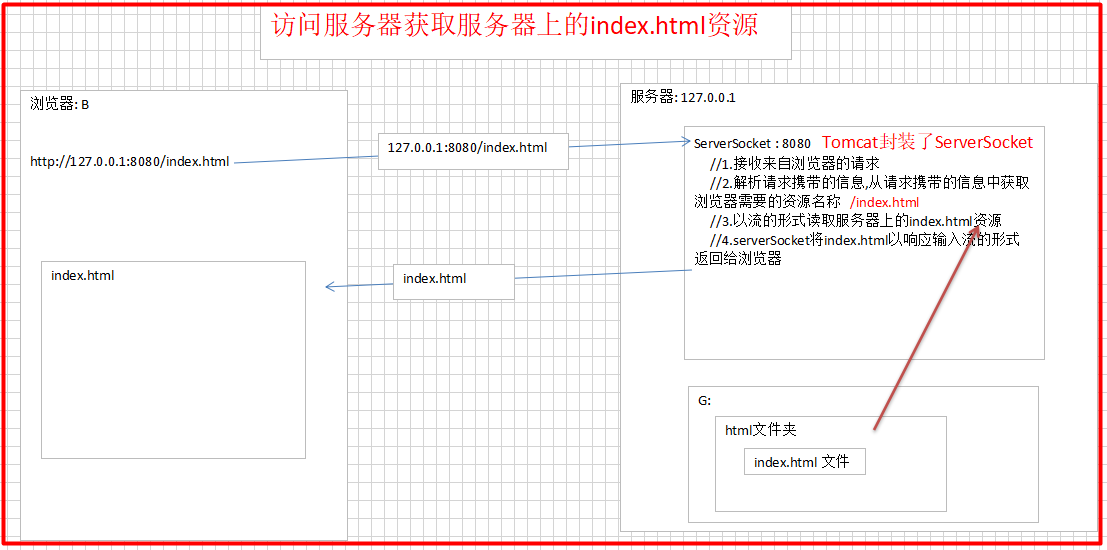 访问服务器获取服务器上的index.html资源
浏览器: B
http://127.0.0.1:8080/index.html
127.0.0.1:8080/index.html
服务器: 127.0.0.1
ServerSocket : 8080 Tomcat封装了ServerSocket
//1.接收来自浏览器的请求
//2.解析请求携带的信息,从请求携带的信息中获取
浏览器需要的资源名称 /index.html
//3.以流的形式读取服务器上的index.html资源
//4.serverSocket将index.html以响应输入流的形式
返回给浏览器
index.html
index.html
G:
html文件夹
index.html 文件